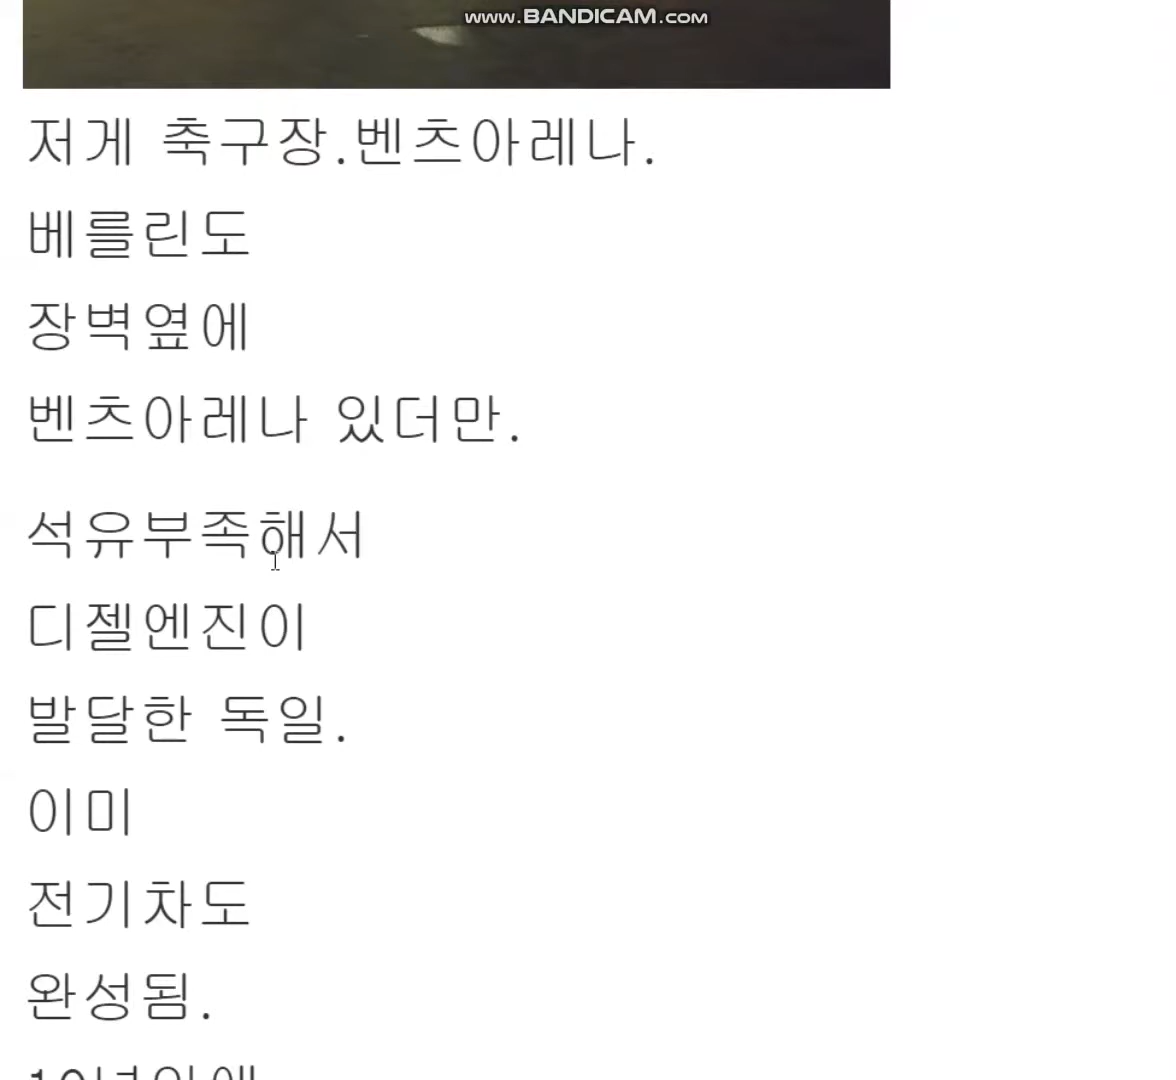 www.BANDICAM.com
저게 축구장.벤츠아레나.
베를린도
장벽옆에
벤츠아레나 있더만.
석유부족해서
디젤엔진이
발달한 독일.
이미
전기차도
완성됨.